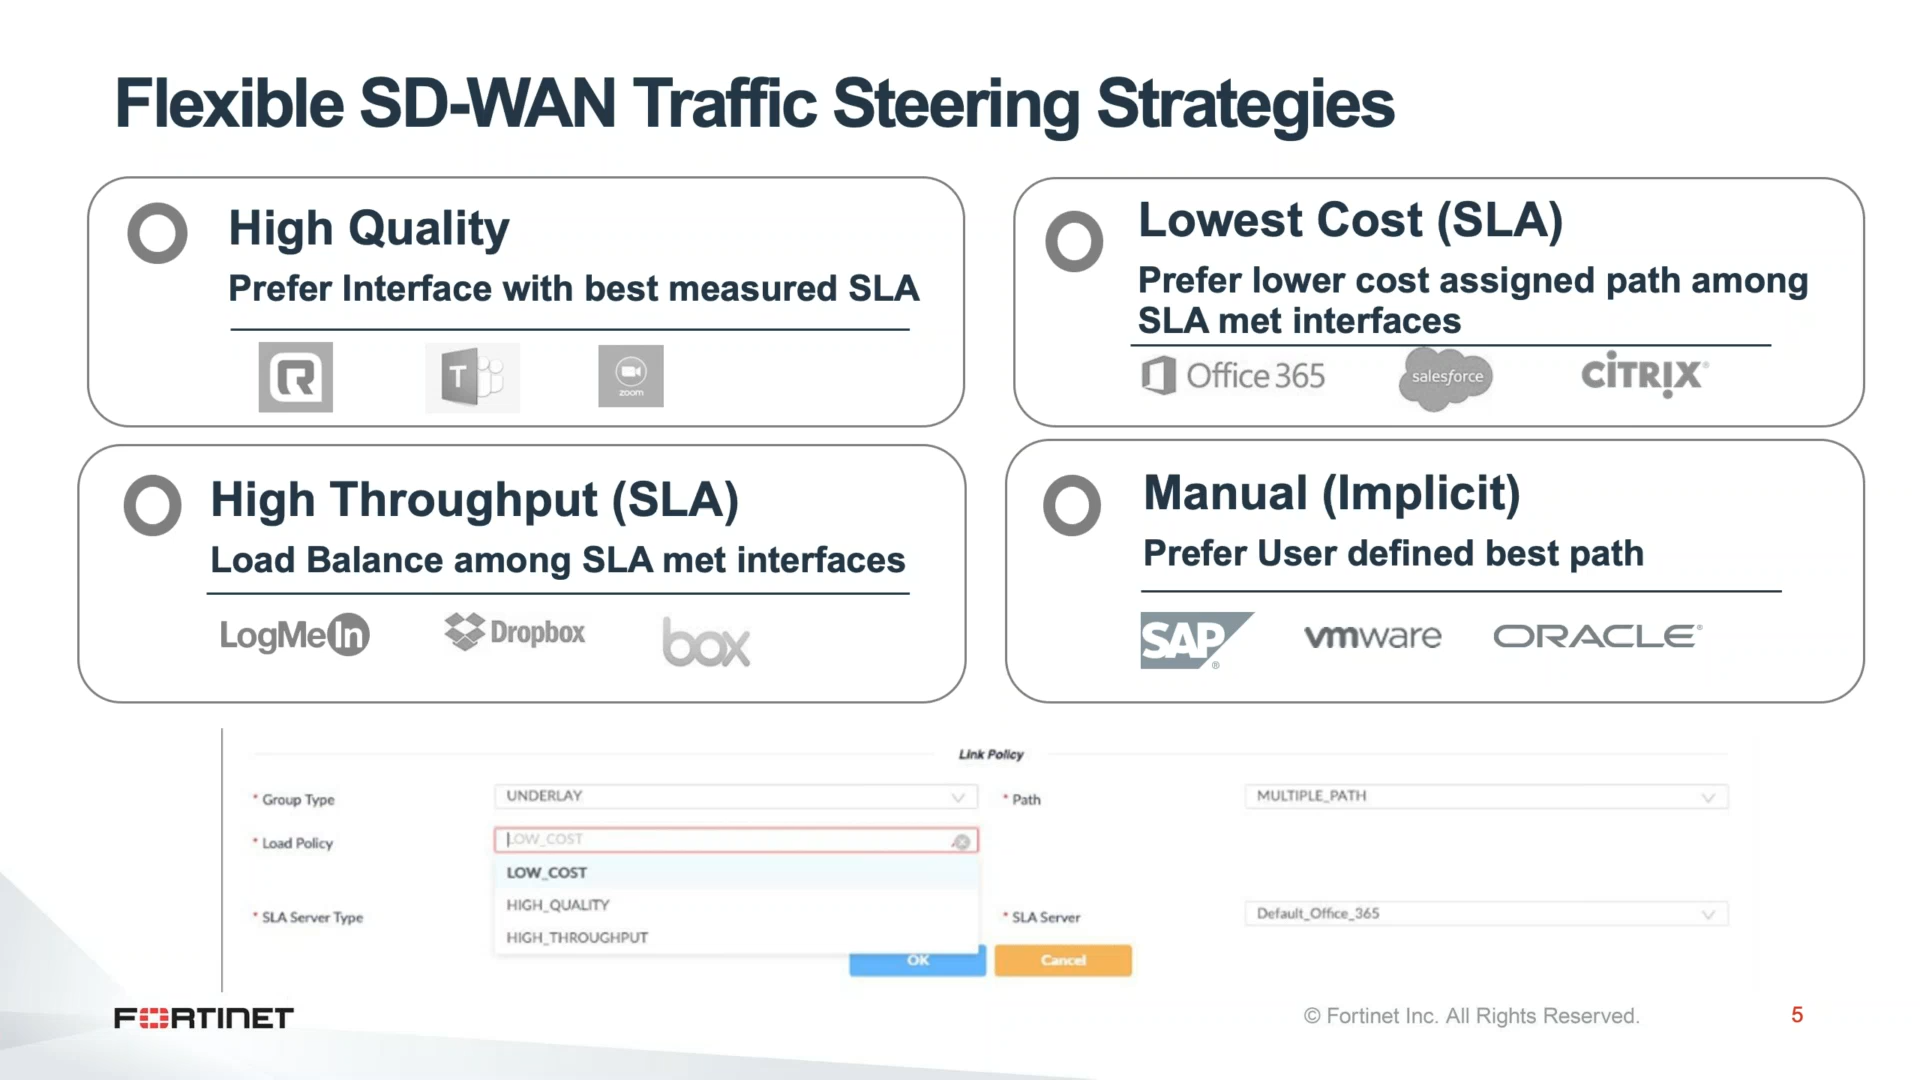 Flexible SD-WAN Traffic Steering Strategies
High Quality
Prefer Interface with best measured SLA
T
zoom
Lowest Cost (SLA)
Prefer lower cost assigned path among
SLA met interfaces
Office 365
salesforce
CİTRIX®
High Throughput (SLA)
Load Balance among SLA met interfaces
LogMeIn
Dropbox
box
Manual (Implicit)
Prefer User defined best path
SAP®
vmware
ORACLE®
Link Policy
* Group Type
UNDERLAY
* Path
MULTIPLE_PATH
* Load Policy
LOW_COST
LOW_COST
HIGH_QUALITY
HIGH_THROUGHPUT
* SLA Server Type
* SLA Server
Default_Office_365
OK
Cancel
FORTINET
© Fortinet Inc. All Rights Reserved.
5